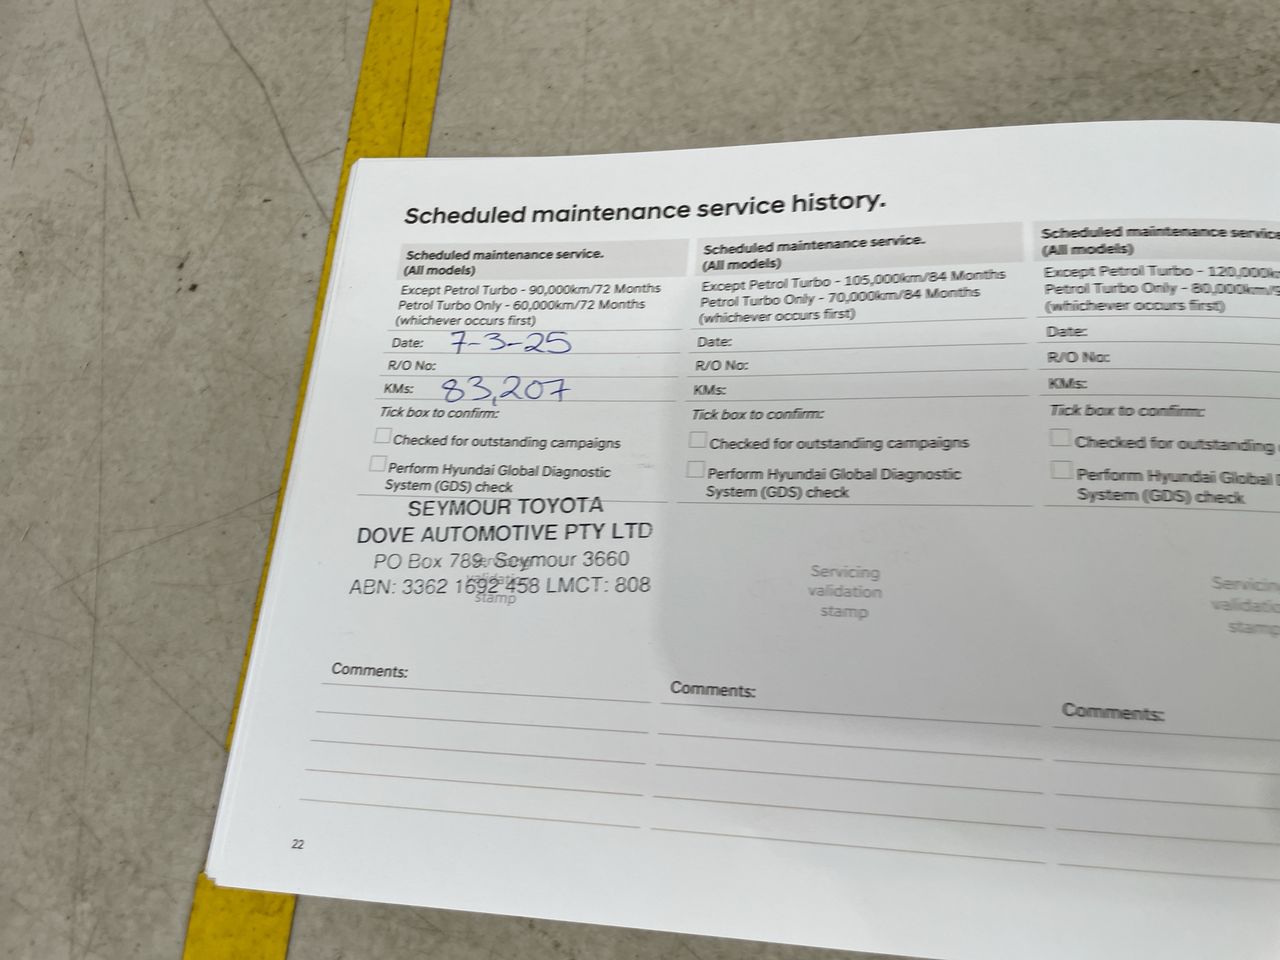 Scheduled maintenance service history.
Scheduled maintenance service.
(All models)
Except Petrol Turbo - 90,000km/72 Months
Petrol Turbo Only - 60,000km/72 Months
(whichever occurs first)
Date: 7-3-25
R/O No:
KMs: 83,207
Tick box to confirm:
Checked for outstanding campaigns
Perform Hyundai Global Diagnostic
System (GDS) check
SEYMOUR TOYOTA
DOVE AUTOMOTIVE PTY LTD
PO Box 789, Seymour 3660
ABN: 3362 1692 458 LMCT: 808
Servicing
validation
stamp
Comments:
Scheduled maintenance service.
(All models)
Except Petrol Turbo - 105,000km/84 Months
Petrol Turbo Only - 70,000km/84 Months
(whichever occurs first)
Date:
R/O No:
KMs:
Tick box to confirm:
Checked for outstanding campaigns
Perform Hyundai Global Diagnostic
System (GDS) check
Servicing
validation
stamp
Comments:
Scheduled maintenance service
(All models)
Except Petrol Turbo - 120,000k
Petrol Turbo Only - 80,000km/
(whichever occurs first)
Date:
R/O No:
KMs:
Tick box to confirm:
Checked for outstanding
Perform Hyundai Global
System (GDS) check
Servicin
validatio
stamp
Comments:
22